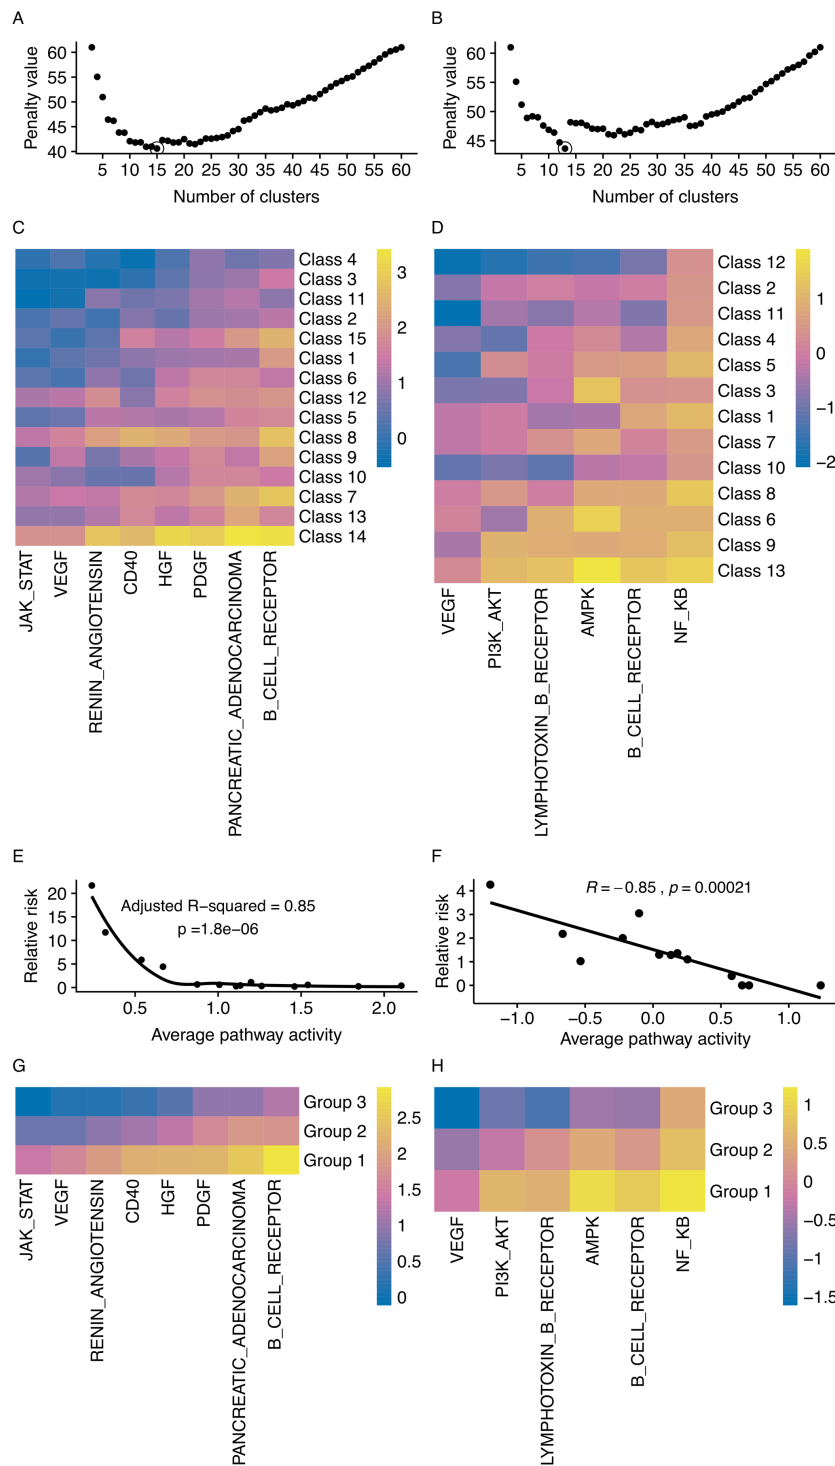 A
Penalty value
60
55
50
45
40
5 10 15 20 25 30 35 40 45 50 55 60
Number of clusters
B
Penalty value
60
55
50
45
5 10 15 20 25 30 35 40 45 50 55 60
Number of clusters
C
Class 4
Class 3
Class 11
Class 2
Class 15
Class 1
Class 6
Class 12
Class 5
Class 8
Class 9
Class 10
Class 7
Class 13
Class 14
3
2
1
0
JAK_STAT
VEGF
RENIN_ANGIOTENSIN
CD40
HGF
PDGF
PANCREATIC_ADENOCARCINOMA
B_CELL_RECEPTOR
D
Class 12
Class 2
Class 11
Class 4
Class 5
Class 3
Class 1
Class 7
Class 10
Class 8
Class 6
Class 9
Class 13
1
0
−1
−2
VEGF
PI3K_AKT
LYMPHOTOXIN_B_RECEPTOR
AMPK
B_CELL_RECEPTOR
NF_KB
E
Relative risk
20
15
10
5
0
Adjusted R−squared = 0.85
p =1.8e−06
0.5 1.0 1.5 2.0
Average pathway activity
F
Relative risk
4
3
2
1
0
R = −0.85 , p = 0.00021
−1.0 −0.5 0.0 0.5 1.0
Average pathway activity
G
Group 3
Group 2
Group 1
2.5
2
1.5
1
0.5
0
JAK_STAT
VEGF
RENIN_ANGIOTENSIN
CD40
HGF
PDGF
PANCREATIC_ADENOCARCINOMA
B_CELL_RECEPTOR
H
Group 3
Group 2
Group 1
1
0.5
0
−0.5
−1
−1.5
VEGF
PI3K_AKT
LYMPHOTOXIN_B_RECEPTOR
AMPK
B_CELL_RECEPTOR
NF_KB